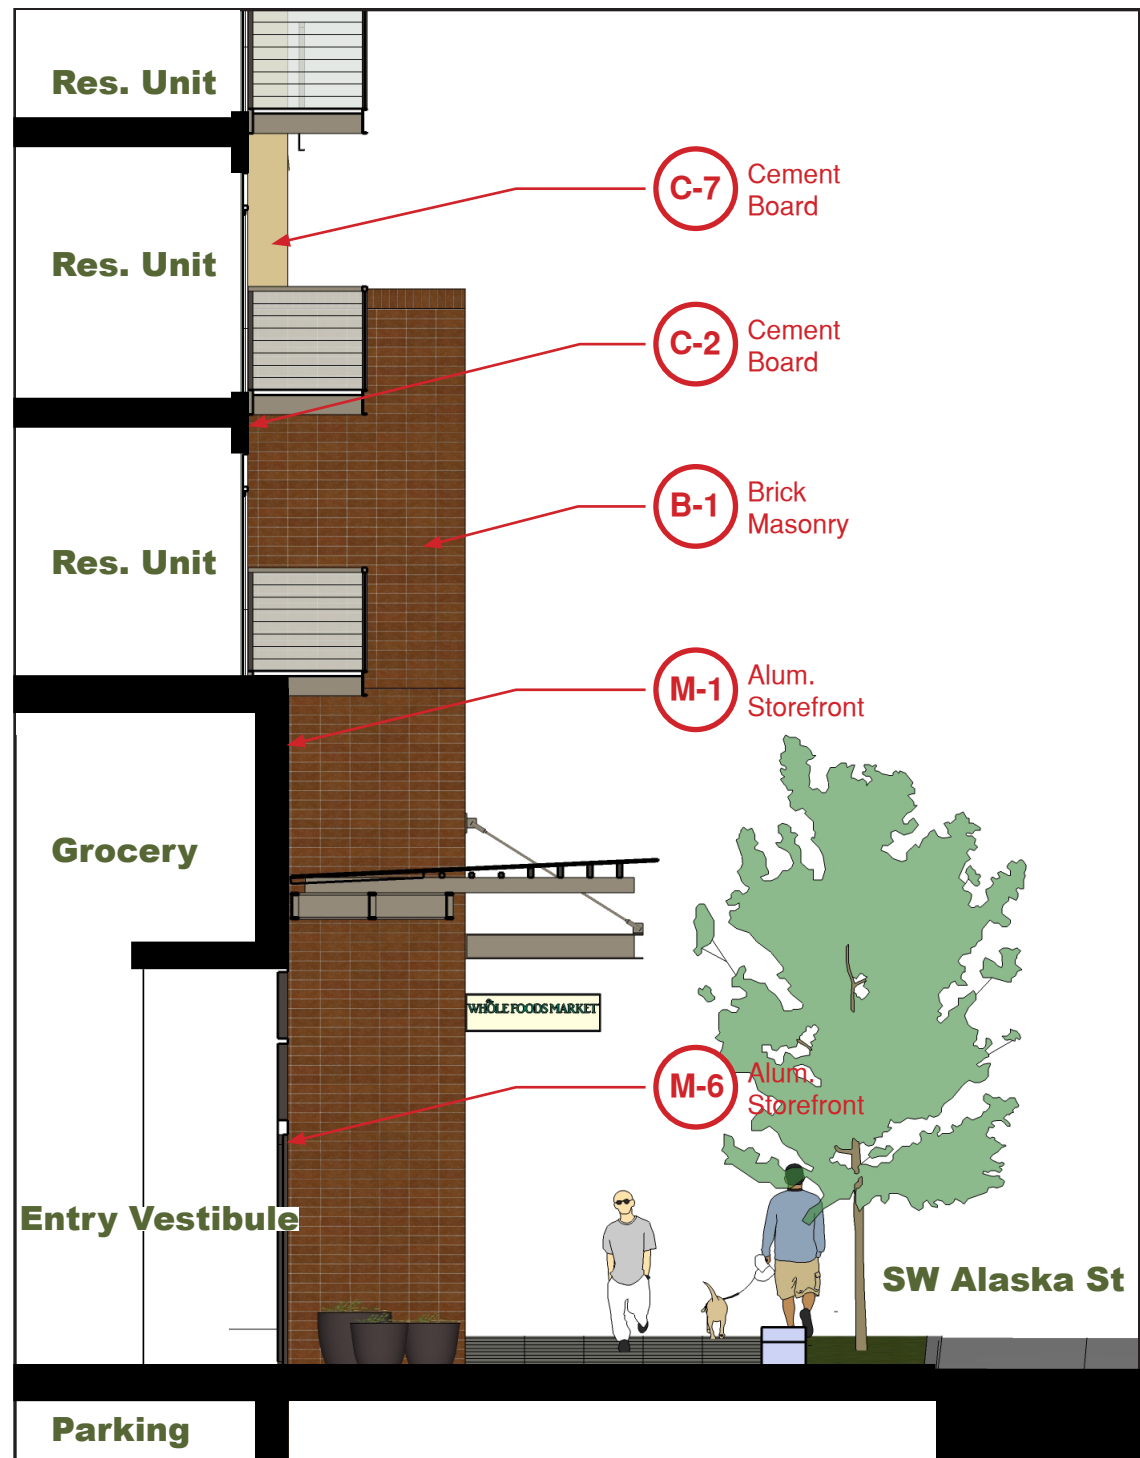 Res. Unit
C-7
Cement
Board
Res. Unit
C-2
Cement
Board
B-1
Brick
Masonry
Res. Unit
M-1
Alum.
Storefront
Grocery
WHOLE FOODS MARKET
M-6
Alum.
Storefront
Entry Vestibule
SW Alaska St
Parking